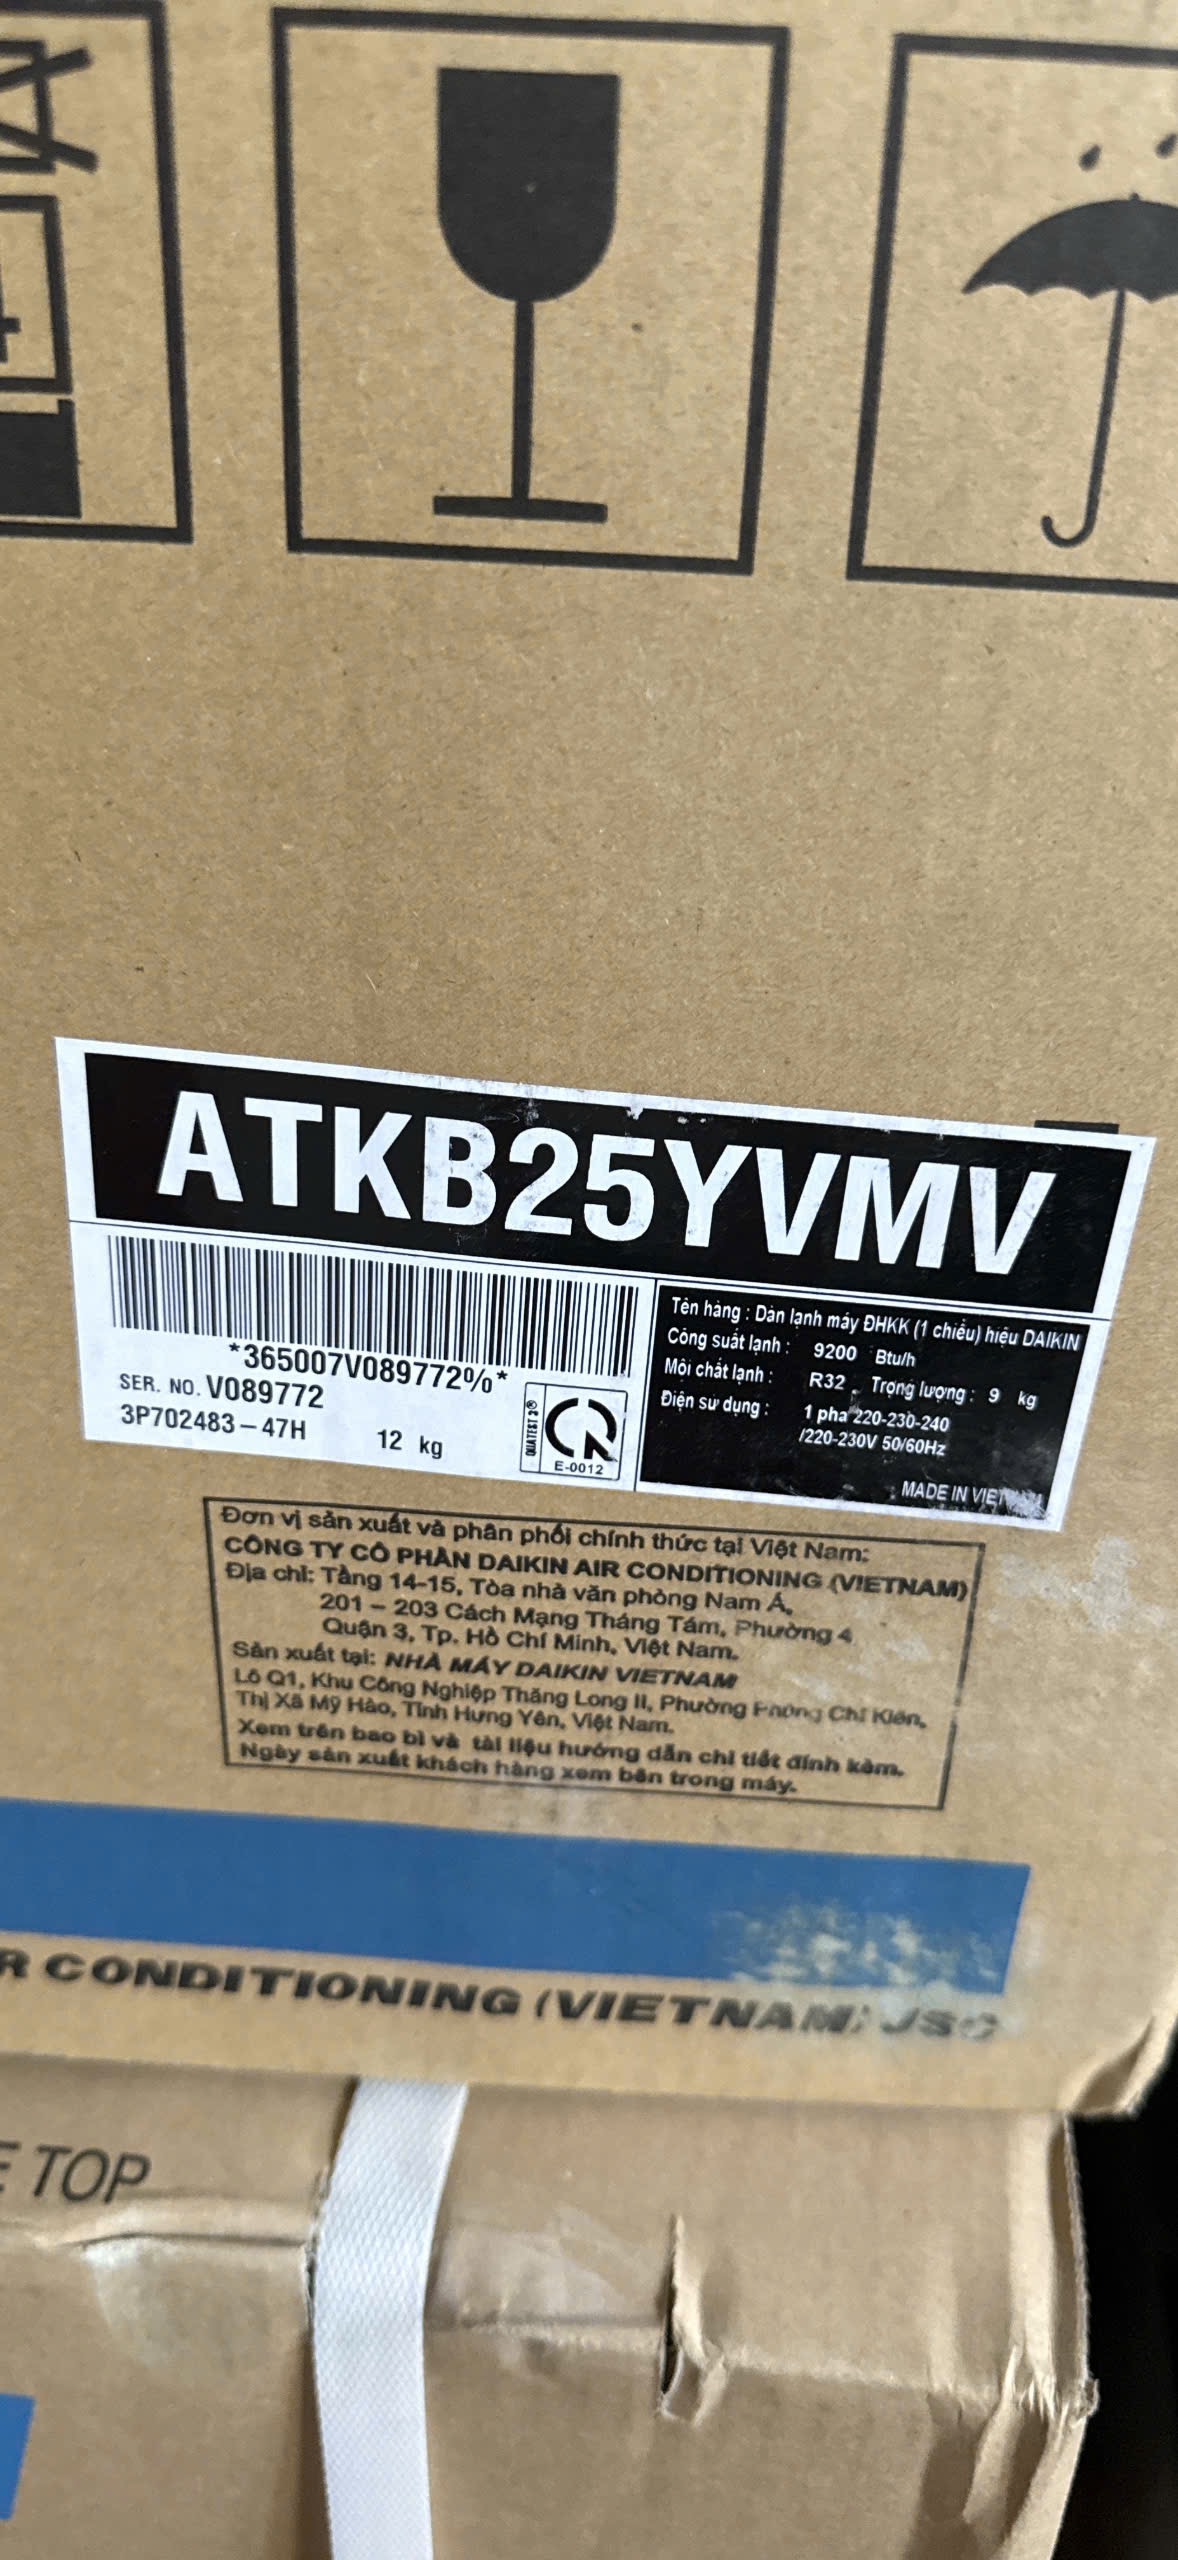 ATKB25YVMV
*365007V089772%*
SER. NO. V089772
3P702483-47H 12 kg
QUATEST 3®
E-0012
Tên hàng : Dàn lạnh máy ĐHKK (1 chiều) hiệu DAIKIN
Công suất lạnh : 9200 Btu/h
Môi chất lạnh : R32 . Trọng lượng : 9 kg
Điện sử dụng : 1 pha 220-230-240
/220-230V 50/60Hz
MADE IN
Đơn vị sản xuất và phân phối chính thức tại Việt Nam:
CÔNG TY CỔ PHẦN DAIKIN AIR CONDITIONING (VIETNAM)
Địa chỉ: Tầng 14-15, Tòa nhà văn phòng Nam Á,
201 – 203 Cách Mạng Tháng Tám, Phường 4
Quận 3, Tp. Hồ Chí Minh, Việt Nam.
Sản xuất tại: NHÀ MÁY DAIKIN VIETNAM
Lô Q1, Khu Công Nghiệp Thăng Long II, Phường Phùng Chí Kiên,
Thị Xã Mỹ Hào, Tỉnh Hưng Yên, Việt Nam.
Xem trên bao bì và tài liệu hướng dẫn chi tiết đính kèm.
Ngày sản xuất khách hàng xem bên trong máy.
R CONDITIONING (VIETNAM) JSC
TOP